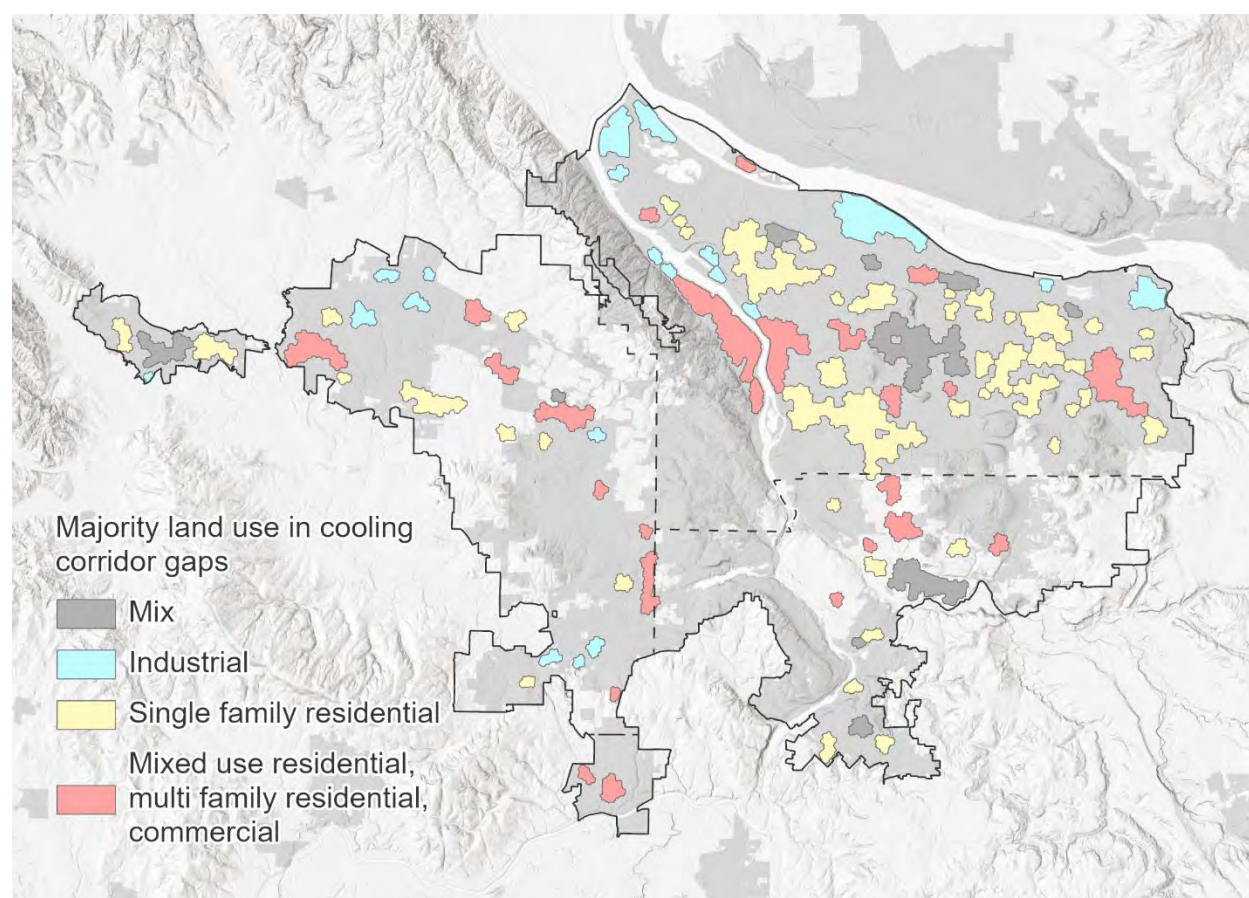 Majority land use in cooling
corridor gaps
Mix
Industrial
Single family residential
Mixed use residential,
multi family residential,
commercial